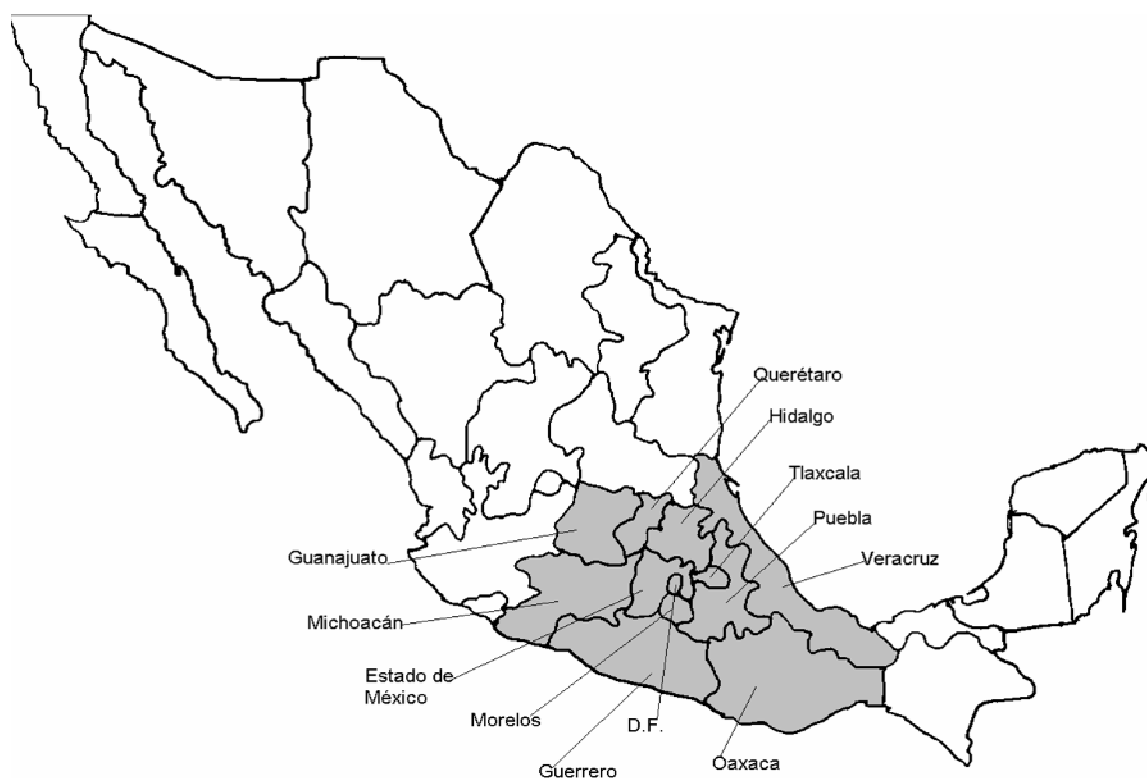 Querétaro
Hidalgo
Tlaxcala
Puebla
Veracruz
Guanajuato
Michoacán
Estado de
México
Morelos
D.F.
Guerrero
Oaxaca